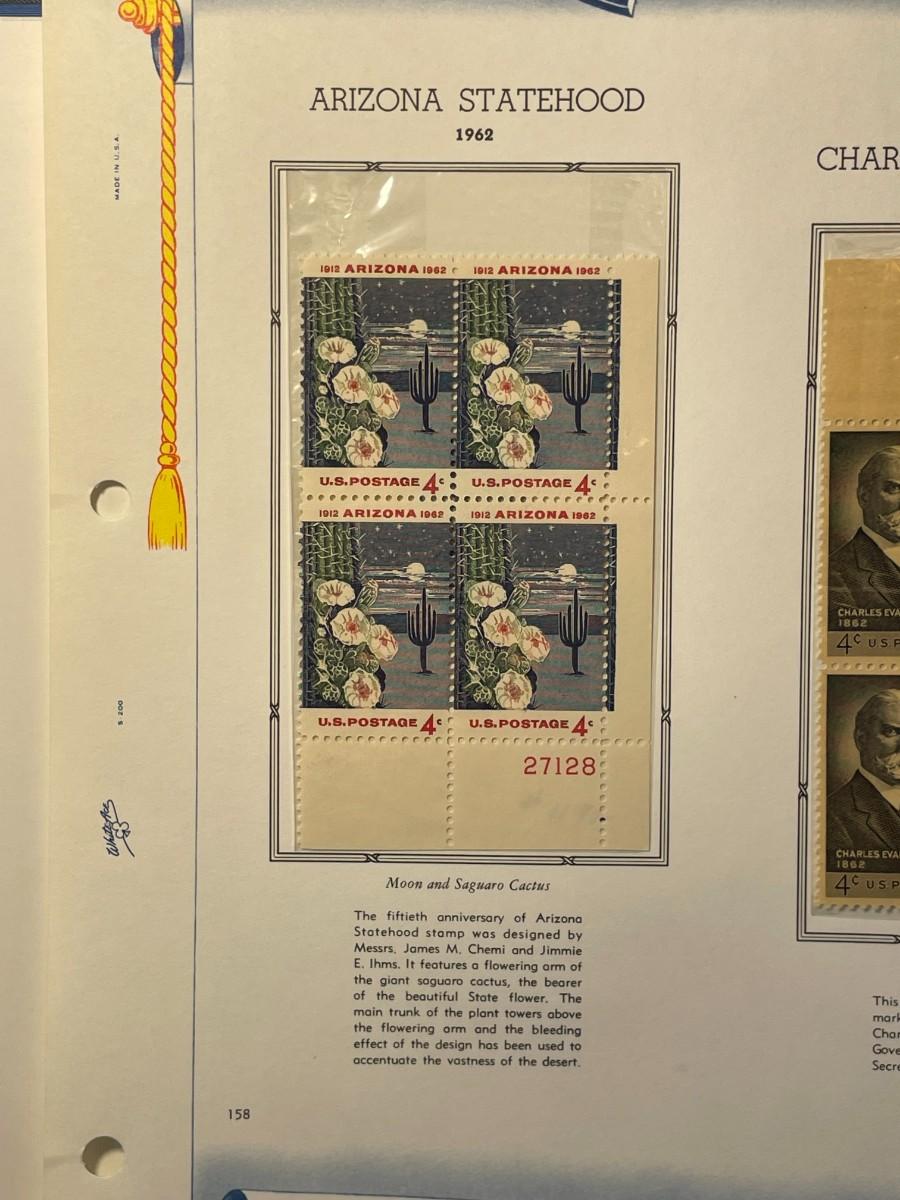 MADE IN U.S.A.
ARIZONA STATEHOOD
1962
1912 ARIZONA 1962
1912 ARIZONA 1962
U.S.POSTAGE 4c
U.S.POSTAGE 4c
1912 ARIZONA 1962
1912 ARIZONA 1962
U.S.POSTAGE 4c
U.S.POSTAGE 4c
27128
Moon and Saguaro Cactus
The fiftieth anniversary of Arizona
Statehood stamp was designed by
Messrs. James M. Chemi and Jimmie
E. Ihms. It features a flowering arm of
the giant saguaro cactus, the bearer
of the beautiful State flower. The
main trunk of the plant towers above
the flowering arm and the bleeding
effect of the design has been used to
accentuate the vastness of the desert.
158
S-200
White Ace
CHAR
CHARLES EVA
1862
4c U S P
CHARLES EVA
1862
4c U S P
This
mark
Char
Gove
Secre